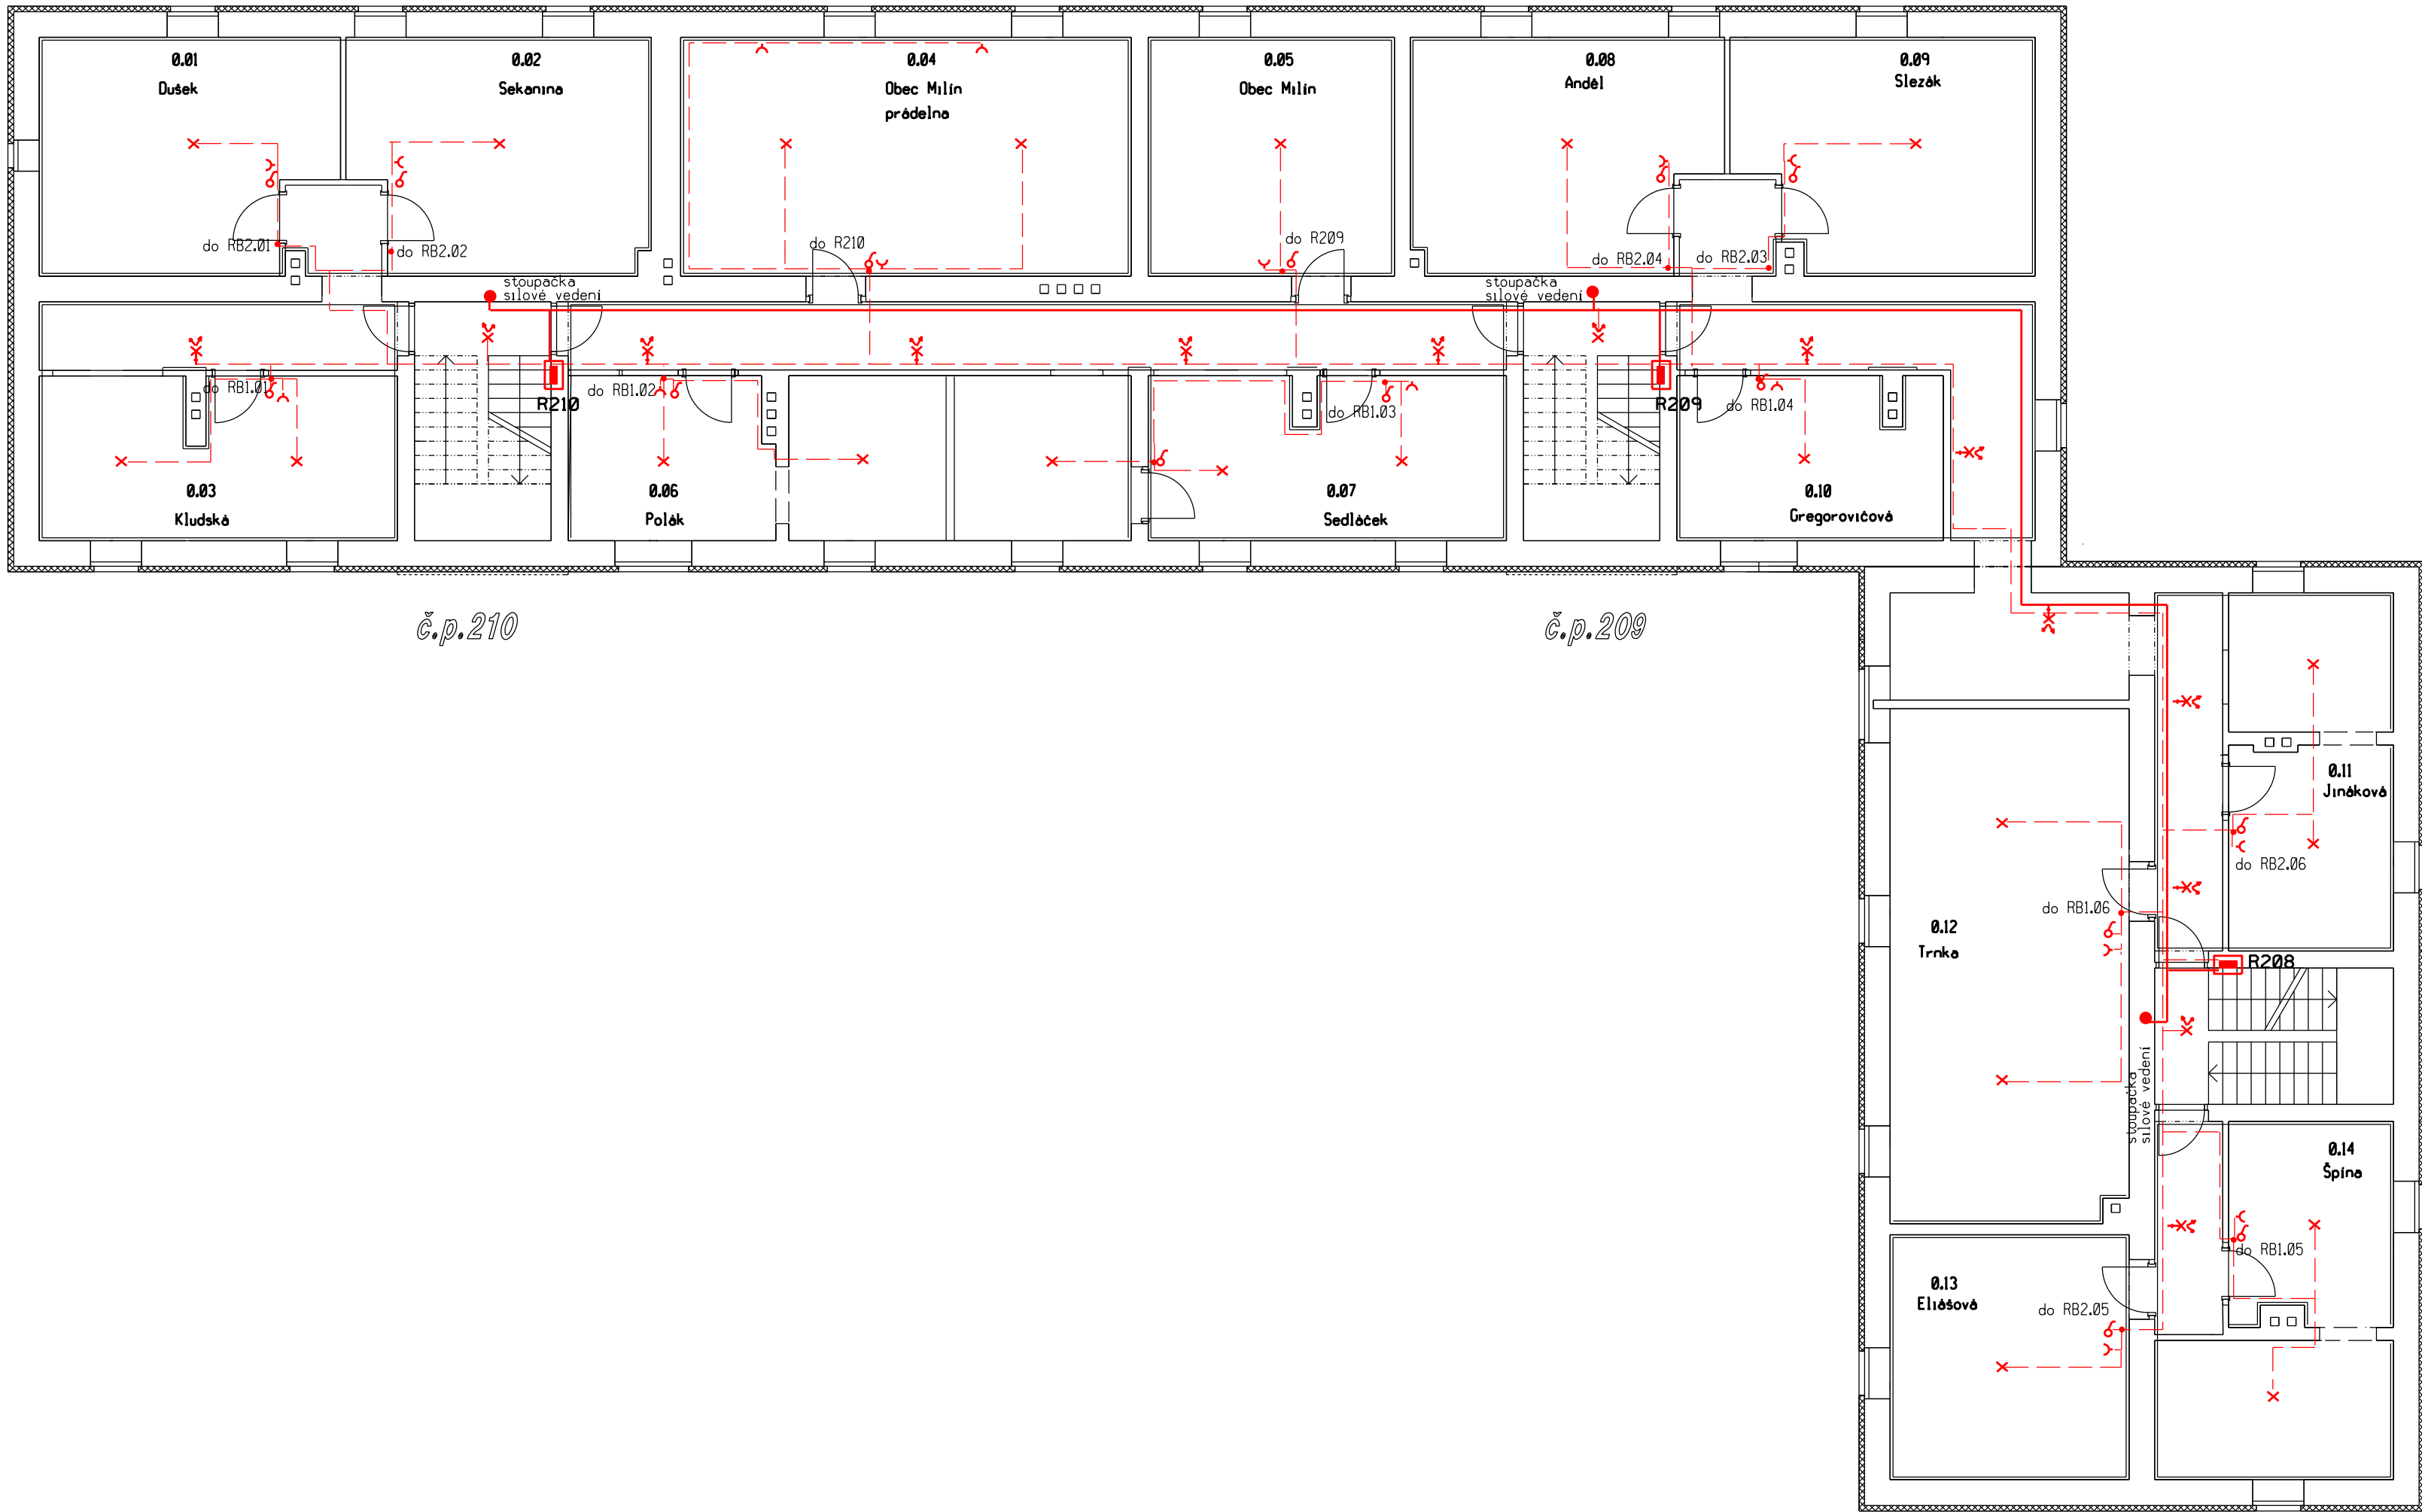 0.01
Dušek
0.02
Sekanina
0.04
Obec Milín
prádelna
0.05
Obec Milín
0.08
Anděl
0.09
Slezák
do RB2.01
do RB2.02
do R210
do R209
do RB2.04
do RB2.03
stoupačka
silové vedení
stoupačka
silové vedení
do RB1.01
R210
do RB1.02
do RB1.03
R209
do RB1.04
0.03
Kludská
0.06
Polák
0.07
Sedláček
0.10
Gregorovičová
č.p.210
č.p.209
0.11
Jináková
do RB2.06
do RB1.06
0.12
Trnka
R208
stoupačka
silové vedení
0.14
Špína
do RB1.05
0.13
Eliášová
do RB2.05